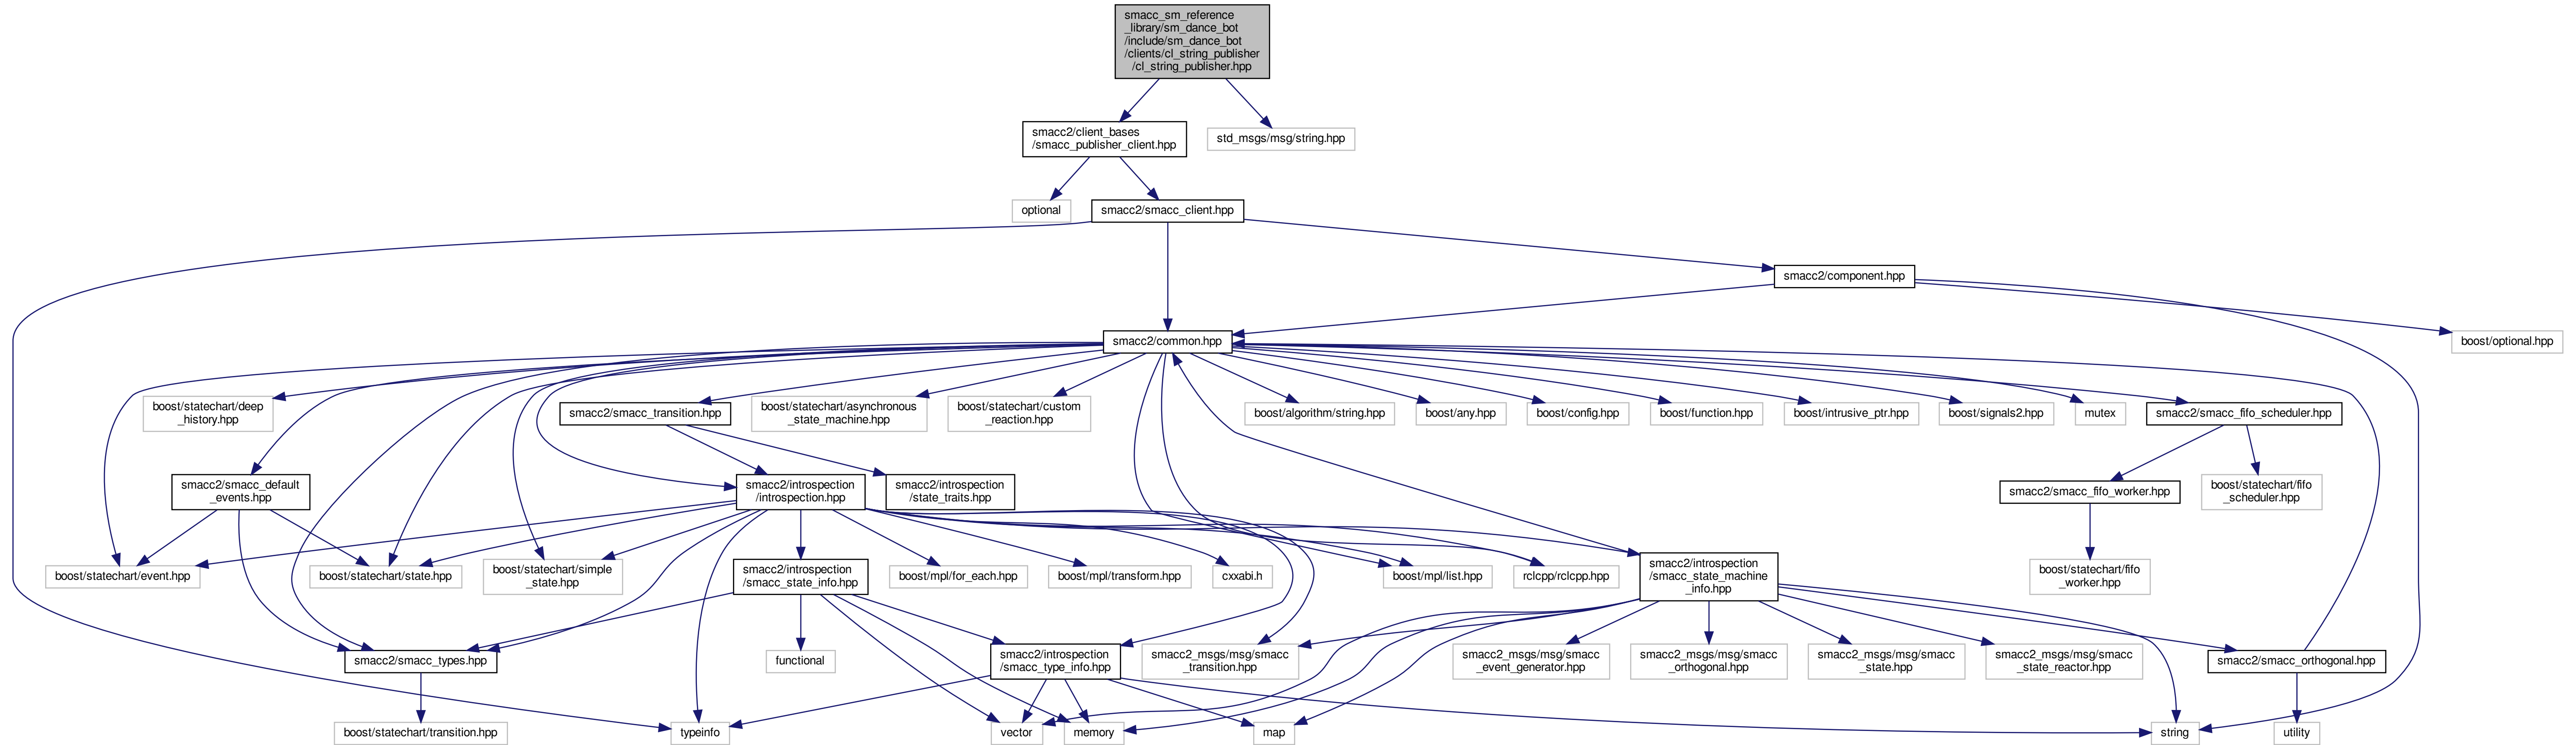 smacc_sm_reference
_library/sm_dance_bot
/include/sm_dance_bot
/clients/cl_string_publisher
/cl_string_publisher.hpp
smacc2/client_bases
/smacc_publisher_client.hpp
std_msgs/msg/string.hpp
optional
smacc2/smacc_client.hpp
smacc2/component.hpp
smacc2/common.hpp
boost/optional.hpp
boost/statechart/deep
_history.hpp
smacc2/smacc_transition.hpp
boost/statechart/asynchronous
_state_machine.hpp
boost/statechart/custom
_reaction.hpp
boost/algorithm/string.hpp
boost/any.hpp
boost/config.hpp
boost/function.hpp
boost/intrusive_ptr.hpp
boost/signals2.hpp
mutex
smacc2/smacc_fifo_scheduler.hpp
smacc2/smacc_default
_events.hpp
smacc2/introspection
/introspection.hpp
smacc2/introspection
/state_traits.hpp
smacc2/smacc_fifo_worker.hpp
boost/statechart/fifo
_scheduler.hpp
boost/statechart/event.hpp
boost/statechart/state.hpp
boost/statechart/simple
_state.hpp
smacc2/introspection
/smacc_state_info.hpp
boost/mpl/for_each.hpp
boost/mpl/transform.hpp
cxxabi.h
boost/mpl/list.hpp
rclcpp/rclcpp.hpp
smacc2/introspection
/smacc_state_machine
_info.hpp
boost/statechart/fifo
_worker.hpp
smacc2/smacc_types.hpp
functional
smacc2/introspection
/smacc_type_info.hpp
smacc2_msgs/msg/smacc
_transition.hpp
smacc2_msgs/msg/smacc
_event_generator.hpp
smacc2_msgs/msg/smacc
_orthogonal.hpp
smacc2_msgs/msg/smacc
_state.hpp
smacc2_msgs/msg/smacc
_state_reactor.hpp
smacc2/smacc_orthogonal.hpp
boost/statechart/transition.hpp
typeinfo
vector
memory
map
string
utility